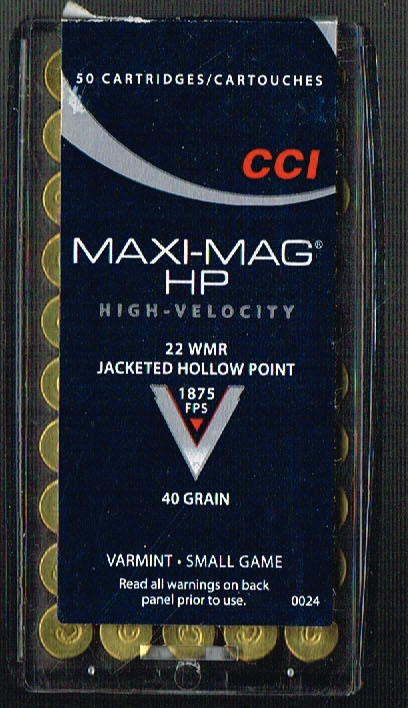 50 CARTRIDGES/CARTOUCHES
CCI
MAXI-MAG®
HP
HIGH-VELOCITY
22 WMR
JACKETED HOLLOW POINT
1875
FPS
40 GRAIN
VARMINT • SMALL GAME
Read all warnings on back
panel prior to use.
0024